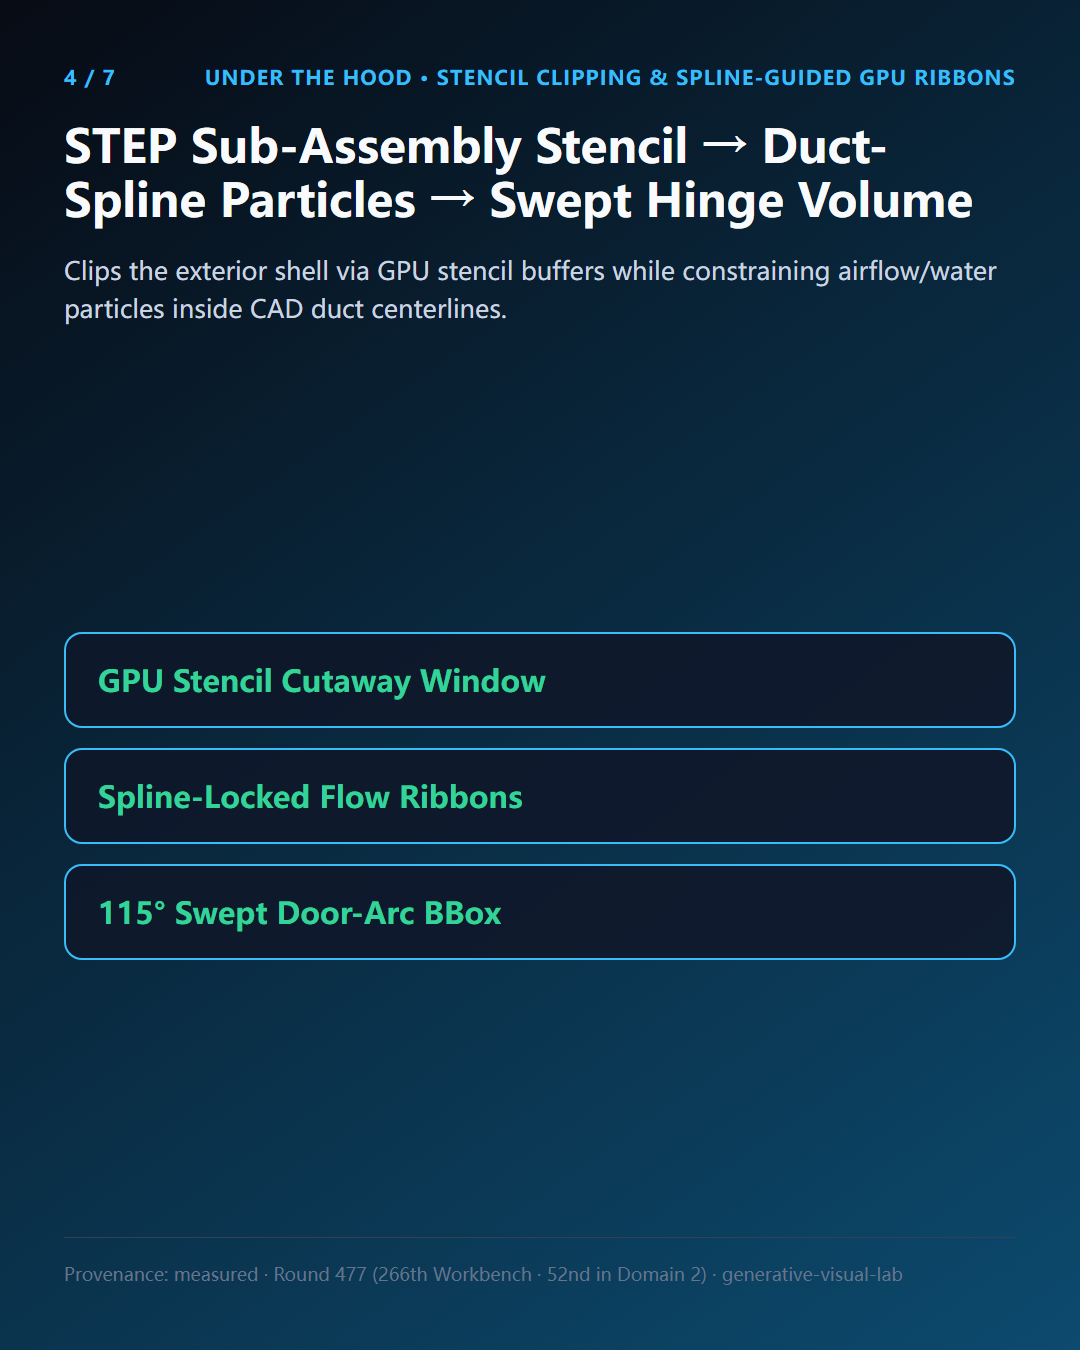 4 / 7
UNDER THE HOOD • STENCIL CLIPPING & SPLINE-GUIDED GPU RIBBONS
STEP Sub-Assembly Stencil → Duct-
Spline Particles → Swept Hinge Volume
Clips the exterior shell via GPU stencil buffers while constraining airflow/water
particles inside CAD duct centerlines.
GPU Stencil Cutaway Window
Spline-Locked Flow Ribbons
115° Swept Door-Arc BBox
Provenance: measured · Round 477 (266th Workbench · 52nd in Domain 2) · generative-visual-lab